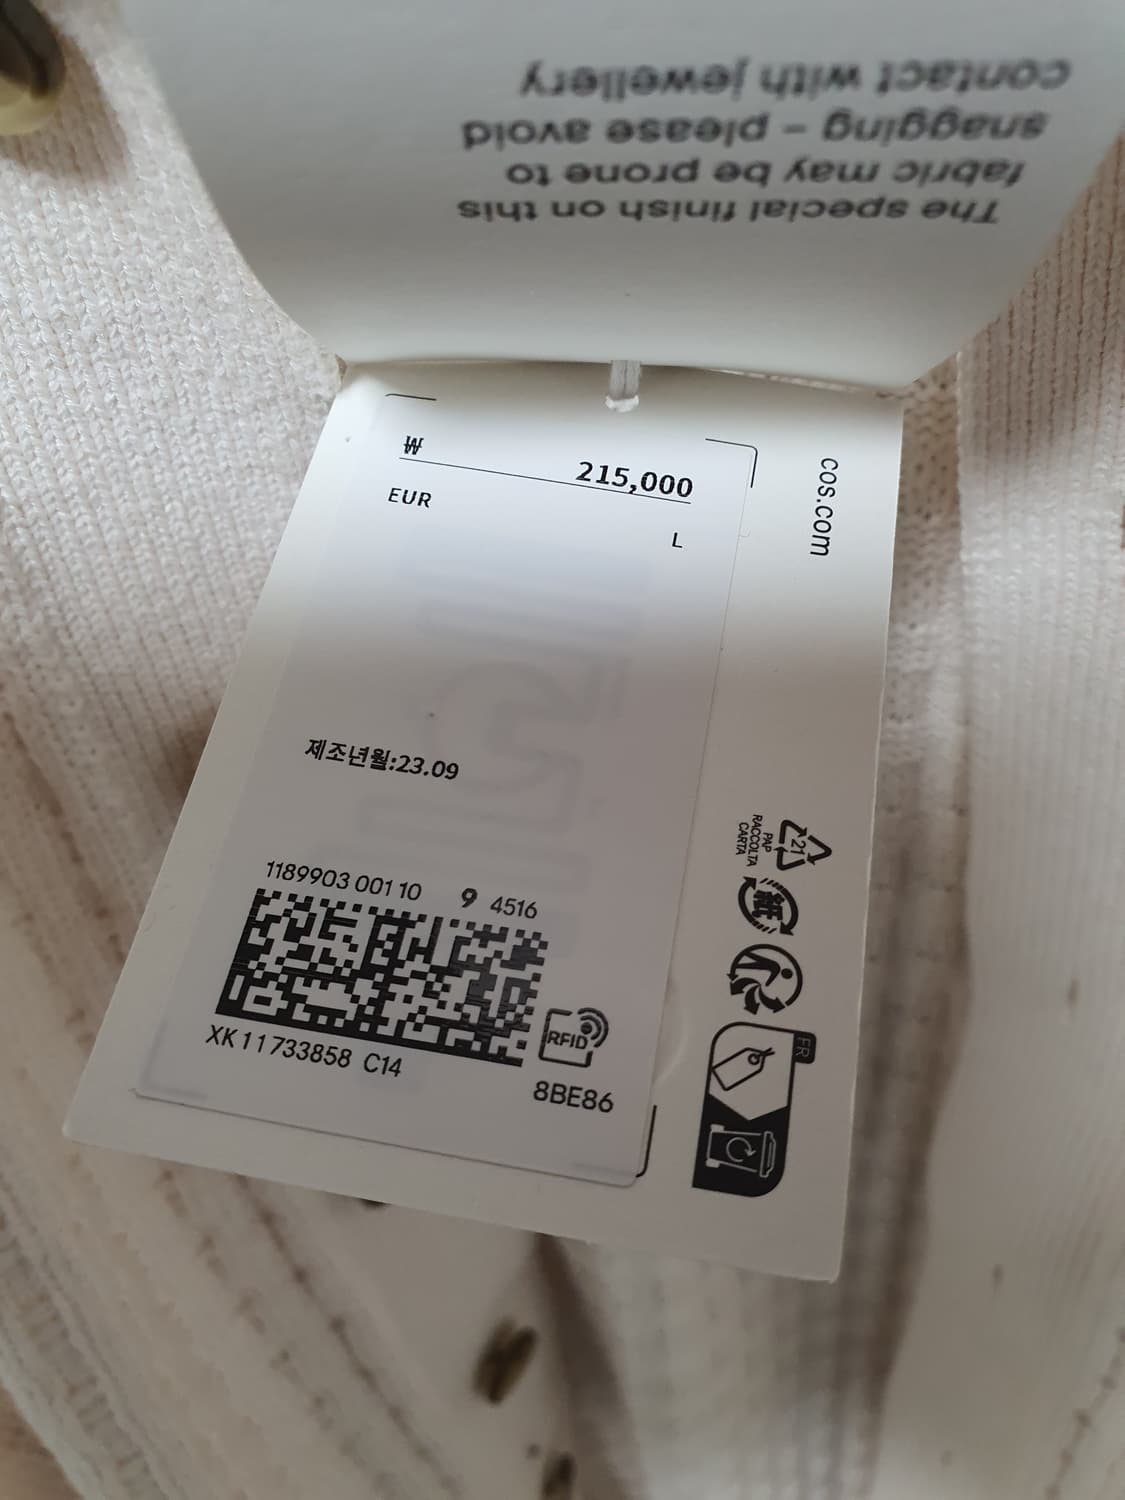 The special finish on this
fabric may be prone to
snagging – please avoid
contact with jewellery
₩ 215,000
EUR
L
cos.com
제조년월:23.09
1189903 001 10 9 4516
XK11733858 C14
RFID
8BE86
21
PAP
RACCOLTA
CARTA
紙
FR